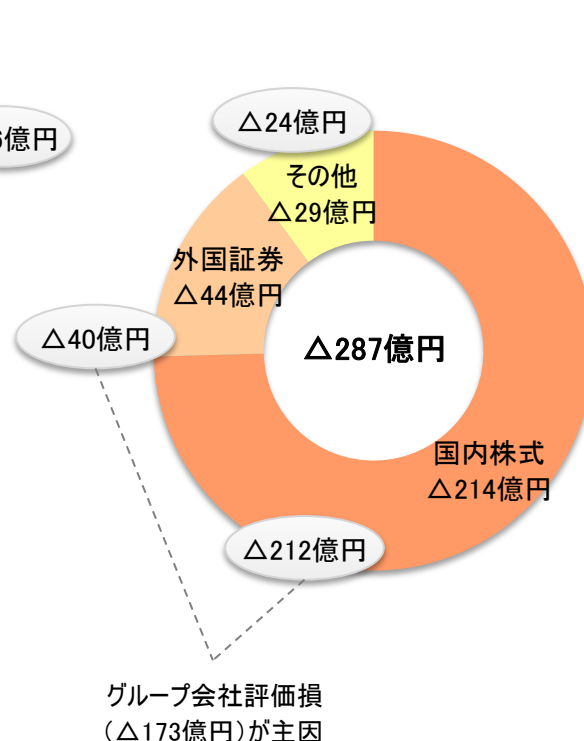 △24億円
億円
その他
△29億円
外国証券
△44億円
△40億円
△287億円
国内株式
△214億円
△212億円
グループ会社評価損
(△173億円)が主因